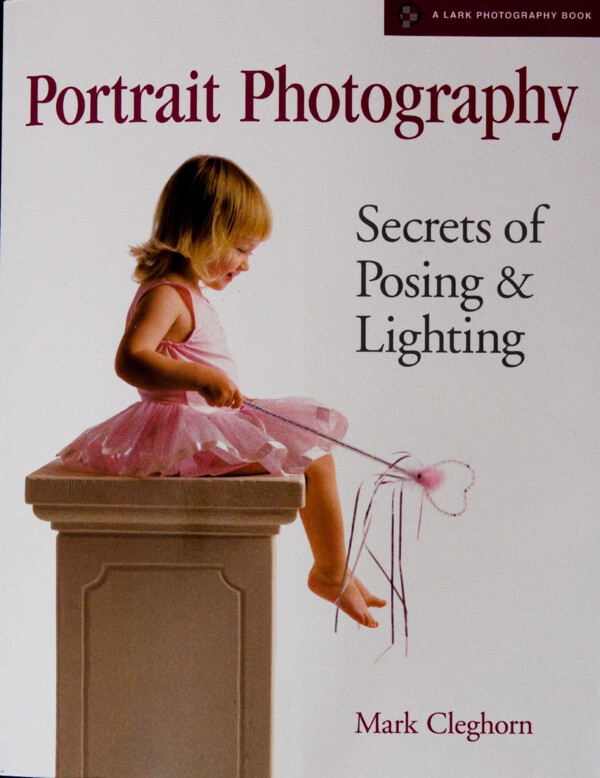 A LARK PHOTOGRAPHY BOOK
Portrait Photography
Secrets of
Posing &
Lighting
Mark Cleghorn